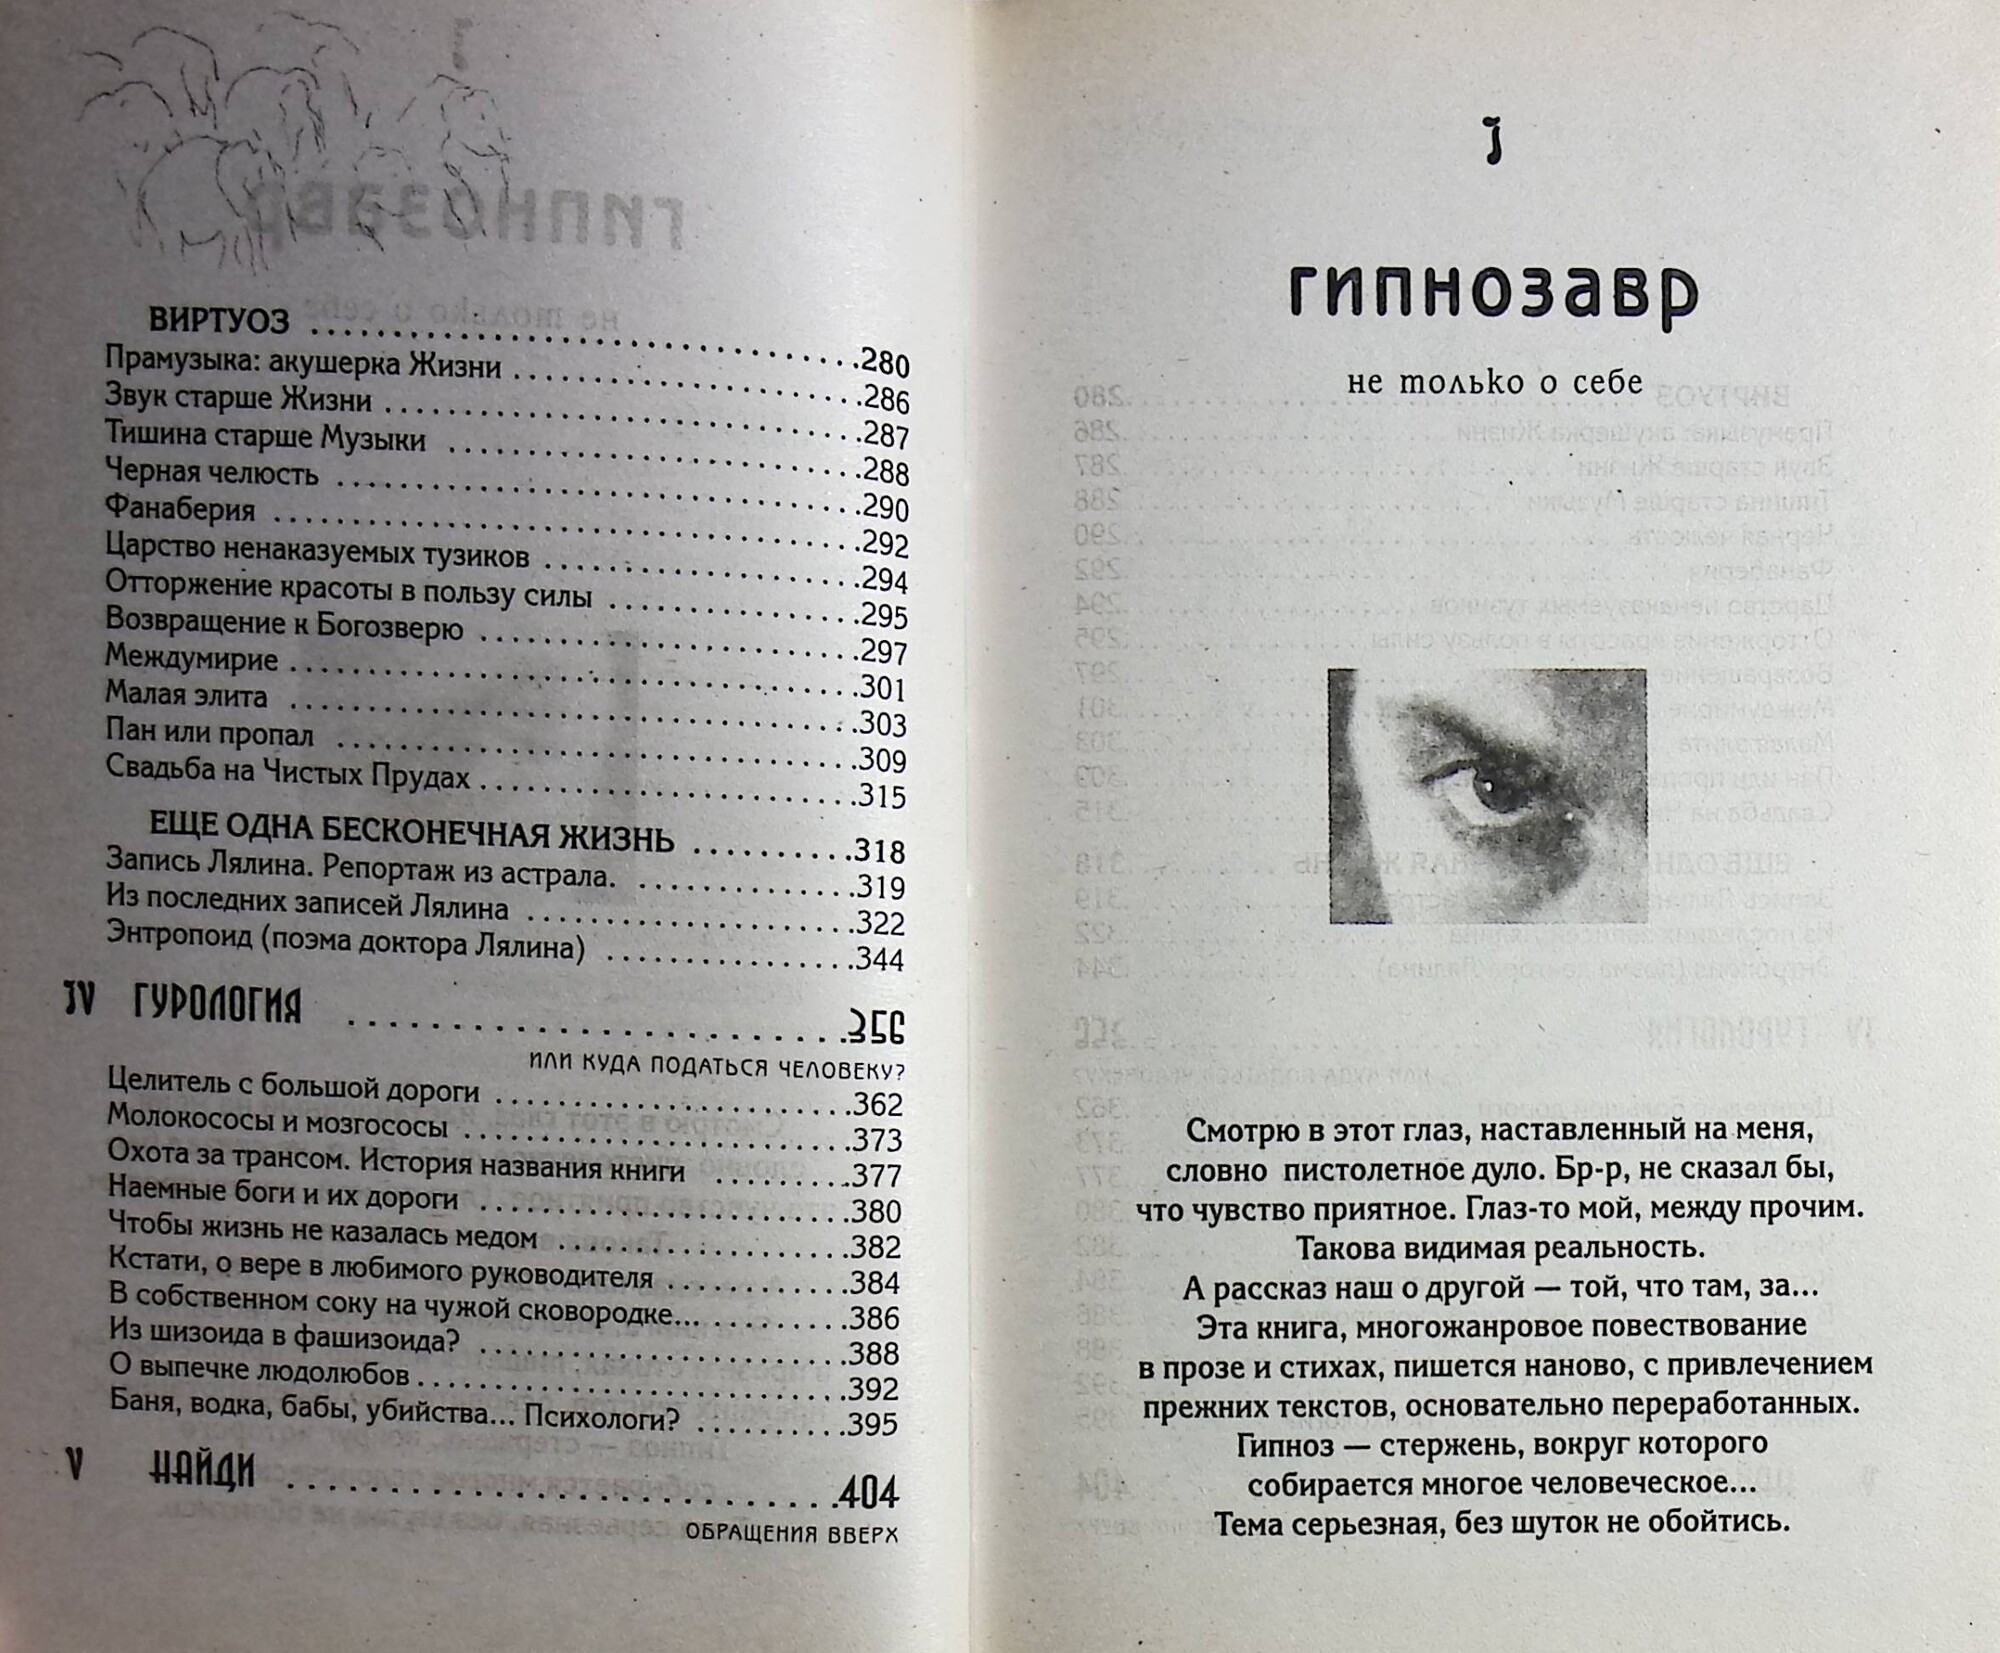 ВИРТУОЗ ....................280
Прамузыка: акушерка Жизни ....................286
Звук старше Жизни ....................287
Тишина старше Музыки ....................288
Черная челюсть ....................290
Фанаберия ....................292
Царство ненаказуемых тузиков ....................294
Отторжение красоты в пользу силы ....................295
Возвращение к Богозверю ....................297
Междумирие ....................301
Малая элита ....................303
Пан или пропал ....................309
Свадьба на Чистых Прудах ....................315
ЕЩЕ ОДНА БЕСКОНЕЧНАЯ ЖИЗНЬ ....................318
Запись Лялина. Репортаж из астрала. ....................319
Из последних записей Лялина ....................322
Энтропоид (поэма доктора Лялина) ....................344
IV ГУРОЛОГИЯ ....................356
ИЛИ КУДА ПОДАТЬСЯ ЧЕЛОВЕКУ?
Целитель с большой дороги ....................362
Молокососы и мозгососы ....................373
Охота за трансом. История названия книги ....................377
Наемные боги и их дороги ....................380
Чтобы жизнь не казалась медом ....................382
Кстати, о вере в любимого руководителя ....................384
В собственном соку на чужой сковородке... ....................386
Из шизоида в фашизоида? ....................388
О выпечке людолюбов ....................392
Баня, водка, бабы, убийства... Психологи? ....................395
V НАЙДИ ....................404
ОБРАЩЕНИЯ ВВЕРХ
I
гипнозавр
не только о себе
Смотрю в этот глаз, наставленный на меня,
словно пистолетное дуло. Бр-р, не сказал бы,
что чувство приятное. Глаз-то мой, между прочим.
Такова видимая реальность.
А рассказ наш о другой — той, что там, за...
Эта книга, многожанровое повествование
в прозе и стихах, пишется наново, с привлечением
прежних текстов, основательно переработанных.
Гипноз — стержень, вокруг которого
собирается многое человеческое...
Тема серьезная, без шуток не обойтись.